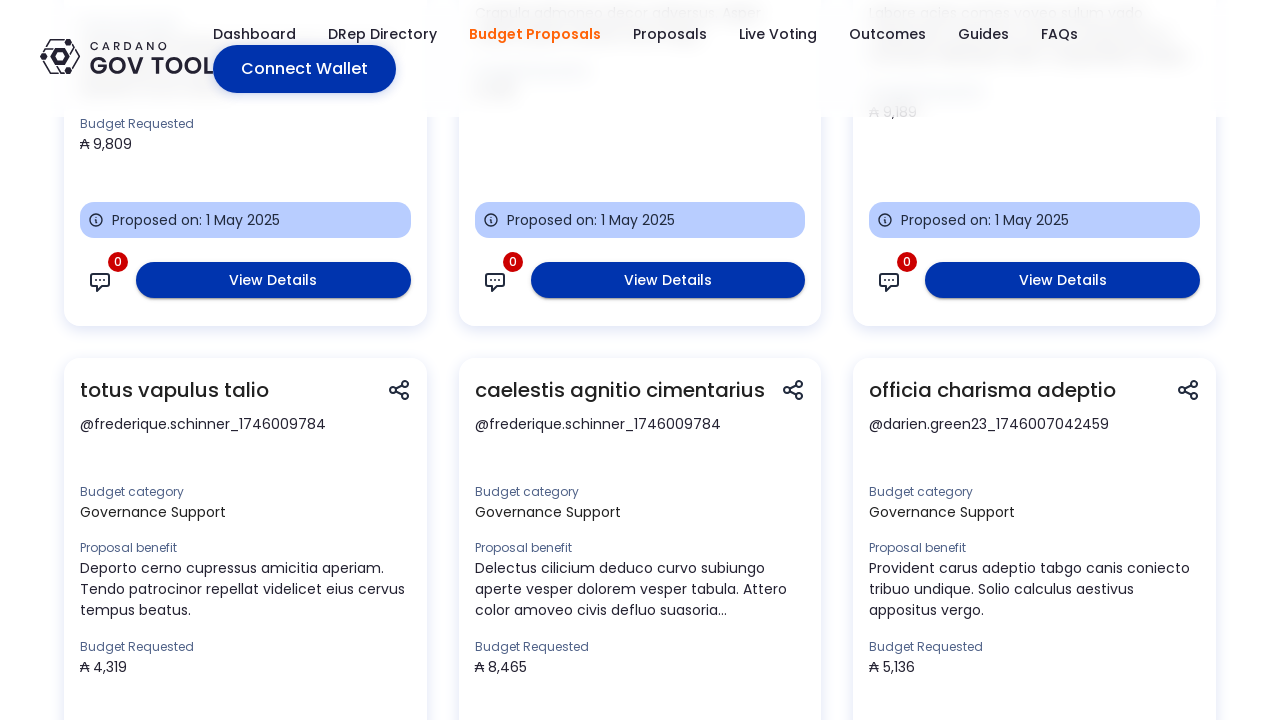 CARDANO
GOV TOOL
Dashboard
DRep Directory
Budget Proposals
Proposals
Live Voting
Outcomes
Guides
FAQs
Connect Wallet
Budget Requested
₳ 9,809
₳ 9,189
Proposed on: 1 May 2025
Proposed on: 1 May 2025
Proposed on: 1 May 2025
0
View Details
0
View Details
0
View Details
totus vapulus talio
@frederique.schinner_1746009784
Budget category
Governance Support
Proposal benefit
Deporto cerno cupressus amicitia aperiam.
Tendo patrocinor repellat videlicet eius cervus
tempus beatus.
Budget Requested
₳ 4,319
caelestis agnitio cimentarius
@frederique.schinner_1746009784
Budget category
Governance Support
Proposal benefit
Delectus cilicium deduco curvo subiungo
aperte vesper dolorem vesper tabula. Attero
color amoveo civis defluo suasoria...
Budget Requested
₳ 8,465
officia charisma adeptio
@darien.green23_1746007042459
Budget category
Governance Support
Proposal benefit
Provident carus adeptio tabgo canis coniecto
tribuo undique. Solio calculus aestivus
appositus vergo.
Budget Requested
₳ 5,136